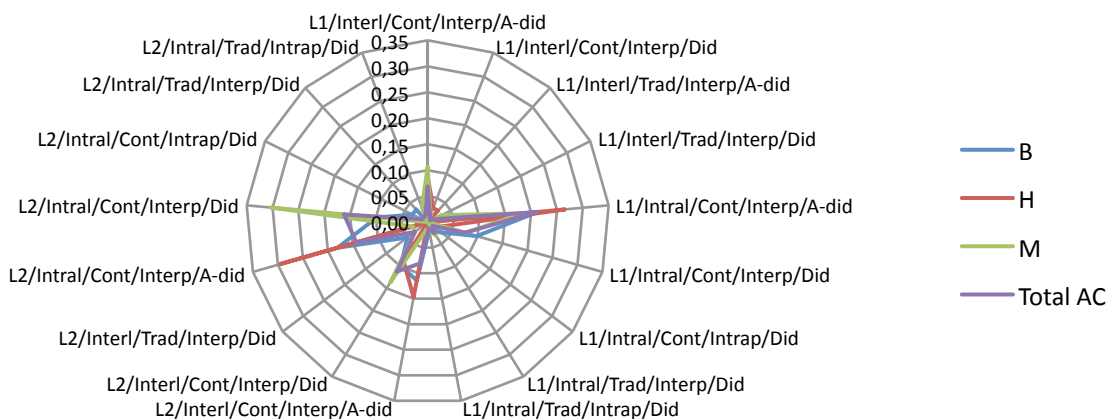 L1/Interl/Cont/Interp/A-did
L1/Interl/Cont/Interp/Did
L1/Interl/Trad/Interp/A-did
L1/Interl/Trad/Interp/Did
L1/Intral/Cont/Interp/A-did
L1/Intral/Cont/Interp/Did
L1/Intral/Cont/Intrap/Did
L1/Intral/Trad/Interp/Did
L1/Intral/Trad/Intrap/Did
L2/Interl/Cont/Interp/A-did
L2/Interl/Cont/Interp/Did
L2/Interl/Trad/Interp/Did
L2/Intral/Cont/Interp/A-did
L2/Intral/Cont/Interp/Did
L2/Intral/Cont/Intrap/Did
L2/Intral/Trad/Interp/Did
L2/Intral/Trad/Intrap/Did
0,35
0,30
0,25
0,20
0,15
0,10
0,05
0,00
B
H
M
Total AC